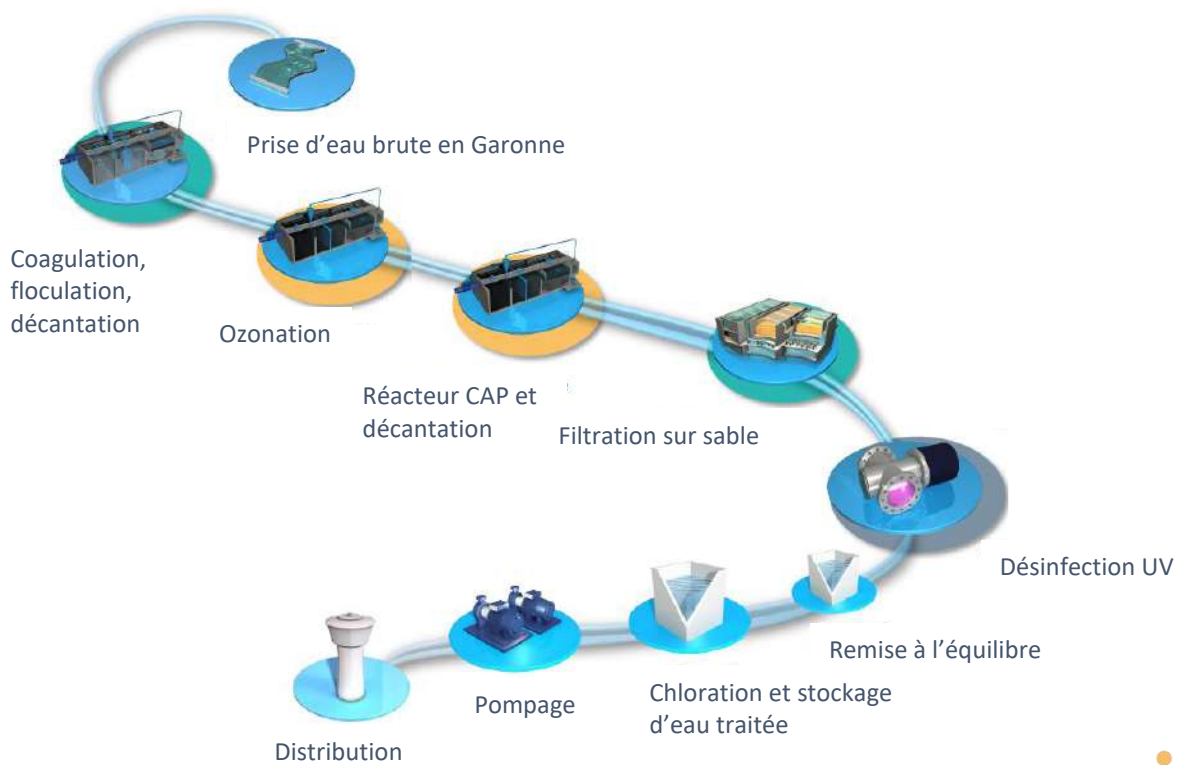 Prise d’eau brute en Garonne
Coagulation,
floculation,
décantation
Ozonation
Réacteur CAP et
décantation
Filtration sur sable
Désinfection UV
Remise à l’équilibre
Chloration et stockage
d’eau traitée
Pompage
Distribution